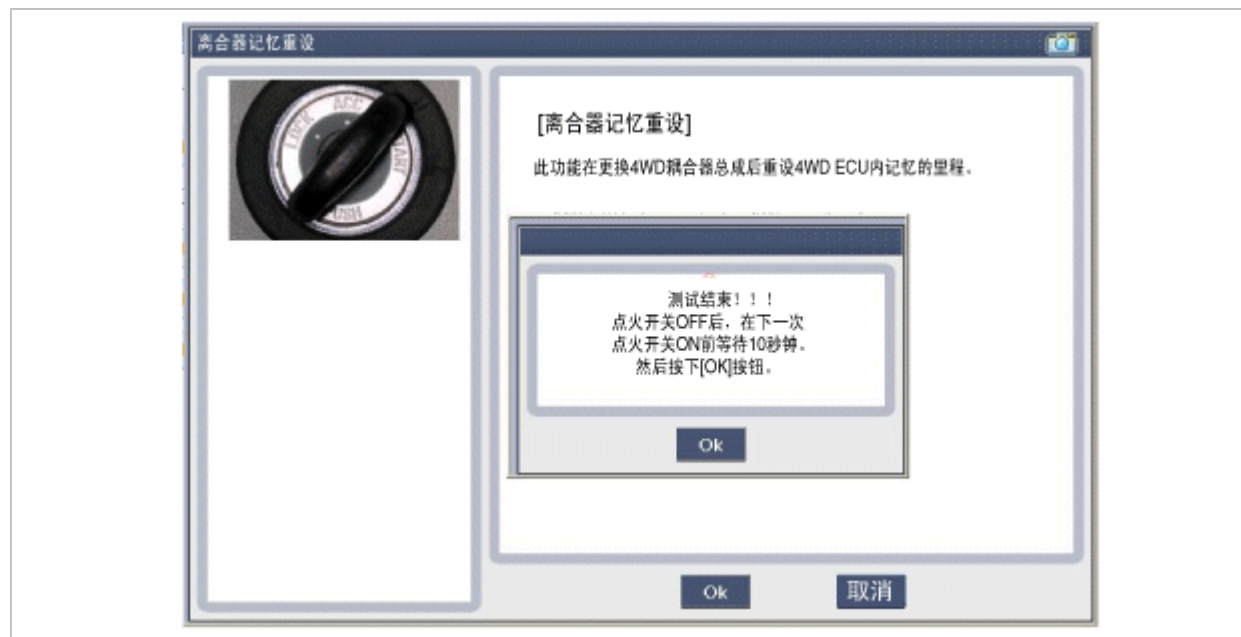 离合器记忆重设
LOCK
ACC
START
PUSH
[离合器记忆重设]
此功能在更换4WD耦合器总成后重设4WD ECU内记忆的里程。
测试结束！！！
点火开关OFF后，在下一次
点火开关ON前等待10秒钟。
然后按下[OK]按钮。
Ok
Ok
取消